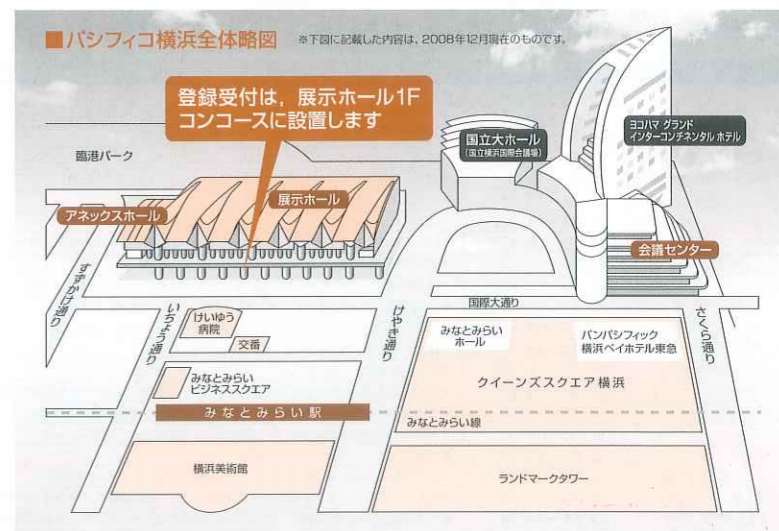 ■パシフィコ横浜全体略図
※下図に記載した内容は、2008年12月現在のものです。
登録受付は，展示ホール1F
コンコースに設置します
国立大ホール
（国立横浜国際会議場）
ヨコハマ グランド
インターコンチネンタル ホテル
臨港パーク
アネックスホール
展示ホール
会議センター
すずかけ通り
いちょう通り
けやき通り
国際大通り
さくら通り
けいゆう
病院
交番
みなとみらい
ホール
パンパシフィック
横浜ベイホテル東急
みなとみらい
ビジネススクエア
クイーンズスクエア横浜
みなとみらい駅
みなとみらい線
横浜美術館
ランドマークタワー